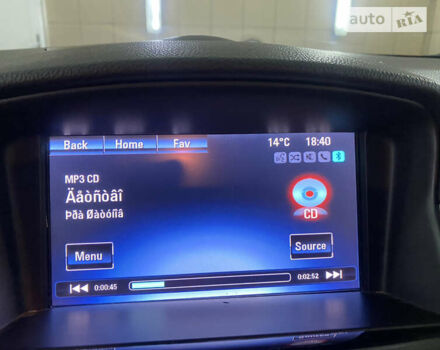 auto RIA
Back Home Fav 14°C 18:40
MP3 CD
Äåòñòâî
Þðà Øàòóíîâ
CD
Menu Source
0:00:45 0:02:52